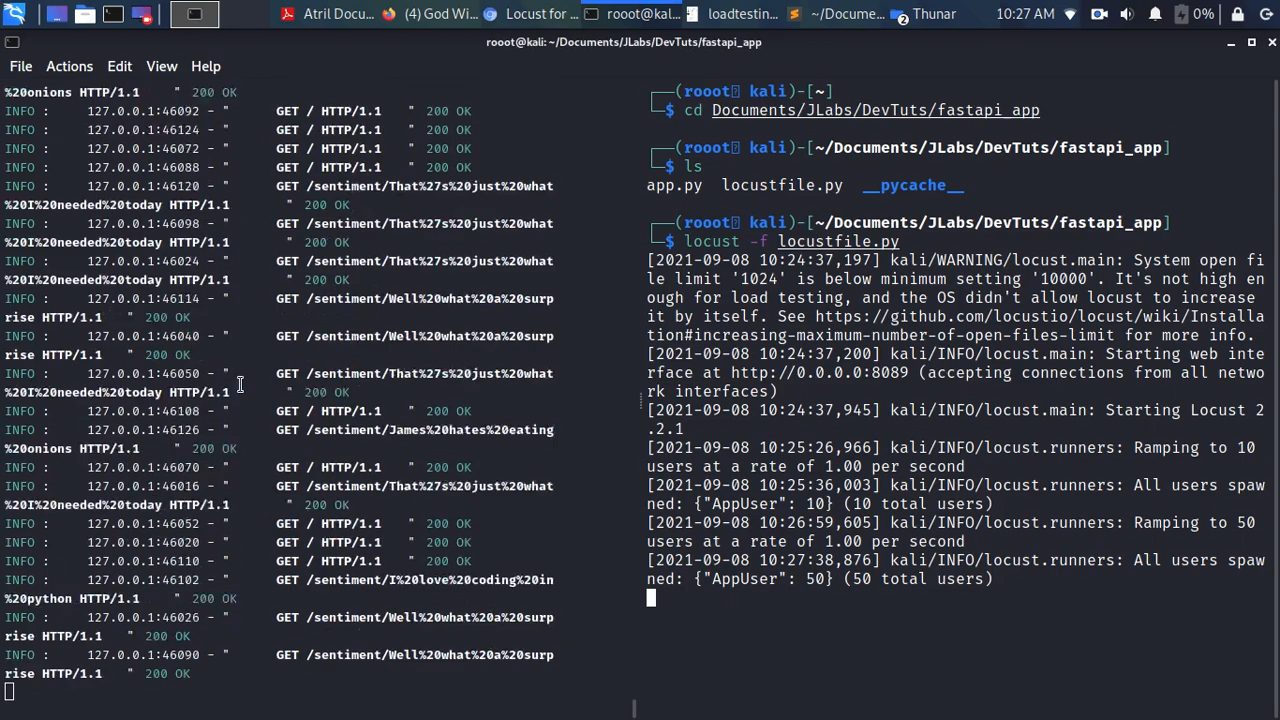 Atril Docu...
(4) God Wi...
Locust for ...
rooot@kal...
loadtestin...
~/Docume...
2
Thunar
10:27 AM
0%
rooot@kali: ~/Documents/JLabs/DevTuts/fastapi_app
File Actions Edit View Help
%20onions HTTP/1.1 " 200 OK
INFO : 127.0.0.1:46092 - " GET / HTTP/1.1 " 200 OK
INFO : 127.0.0.1:46124 - " GET / HTTP/1.1 " 200 OK
INFO : 127.0.0.1:46072 - " GET / HTTP/1.1 " 200 OK
INFO : 127.0.0.1:46088 - " GET / HTTP/1.1 " 200 OK
INFO : 127.0.0.1:46120 - " GET /sentiment/That%27s%20just%20what
%20I%20needed%20today HTTP/1.1 " 200 OK
INFO : 127.0.0.1:46098 - " GET /sentiment/That%27s%20just%20what
%20I%20needed%20today HTTP/1.1 " 200 OK
INFO : 127.0.0.1:46024 - " GET /sentiment/That%27s%20just%20what
%20I%20needed%20today HTTP/1.1 " 200 OK
INFO : 127.0.0.1:46114 - " GET /sentiment/Well%20what%20a%20surp
rise HTTP/1.1 " 200 OK
INFO : 127.0.0.1:46040 - " GET /sentiment/Well%20what%20a%20surp
rise HTTP/1.1 " 200 OK
INFO : 127.0.0.1:46050 - " GET /sentiment/That%27s%20just%20what
%20I%20needed%20today HTTP/1.1 " 200 OK
INFO : 127.0.0.1:46108 - " GET / HTTP/1.1 " 200 OK
INFO : 127.0.0.1:46126 - " GET /sentiment/James%20hates%20eating
%20onions HTTP/1.1 " 200 OK
INFO : 127.0.0.1:46070 - " GET / HTTP/1.1 " 200 OK
INFO : 127.0.0.1:46016 - " GET /sentiment/That%27s%20just%20what
%20I%20needed%20today HTTP/1.1 " 200 OK
INFO : 127.0.0.1:46052 - " GET / HTTP/1.1 " 200 OK
INFO : 127.0.0.1:46020 - " GET / HTTP/1.1 " 200 OK
INFO : 127.0.0.1:46110 - " GET / HTTP/1.1 " 200 OK
INFO : 127.0.0.1:46102 - " GET /sentiment/I%20love%20coding%20in
%20python HTTP/1.1 " 200 OK
INFO : 127.0.0.1:46026 - " GET /sentiment/Well%20what%20a%20surp
rise HTTP/1.1 " 200 OK
INFO : 127.0.0.1:46090 - " GET /sentiment/Well%20what%20a%20surp
rise HTTP/1.1 " 200 OK
┌──(rooot kali)-[~]
└─$ cd Documents/JLabs/DevTuts/fastapi_app
┌──(rooot kali)-[~/Documents/JLabs/DevTuts/fastapi_app]
└─$ ls
app.py locustfile.py __pycache__
┌──(rooot kali)-[~/Documents/JLabs/DevTuts/fastapi_app]
└─$ locust -f locustfile.py
[2021-09-08 10:24:37,197] kali/WARNING/locust.main: System open fi
le limit '1024' is below minimum setting '10000'. It's not high en
ough for load testing, and the OS didn't allow locust to increase
it by itself. See https://github.com/locustio/locust/wiki/Installa
tion#increasing-maximum-number-of-open-files-limit for more info.
[2021-09-08 10:24:37,200] kali/INFO/locust.main: Starting web inte
rface at http://0.0.0.0:8089 (accepting connections from all netwo
rk interfaces)
[2021-09-08 10:24:37,945] kali/INFO/locust.main: Starting Locust 2
.2.1
[2021-09-08 10:25:26,966] kali/INFO/locust.runners: Ramping to 10
users at a rate of 1.00 per second
[2021-09-08 10:25:36,003] kali/INFO/locust.runners: All users spaw
ned: {"AppUser": 10} (10 total users)
[2021-09-08 10:26:59,605] kali/INFO/locust.runners: Ramping to 50
users at a rate of 1.00 per second
[2021-09-08 10:27:38,876] kali/INFO/locust.runners: All users spaw
ned: {"AppUser": 50} (50 total users)